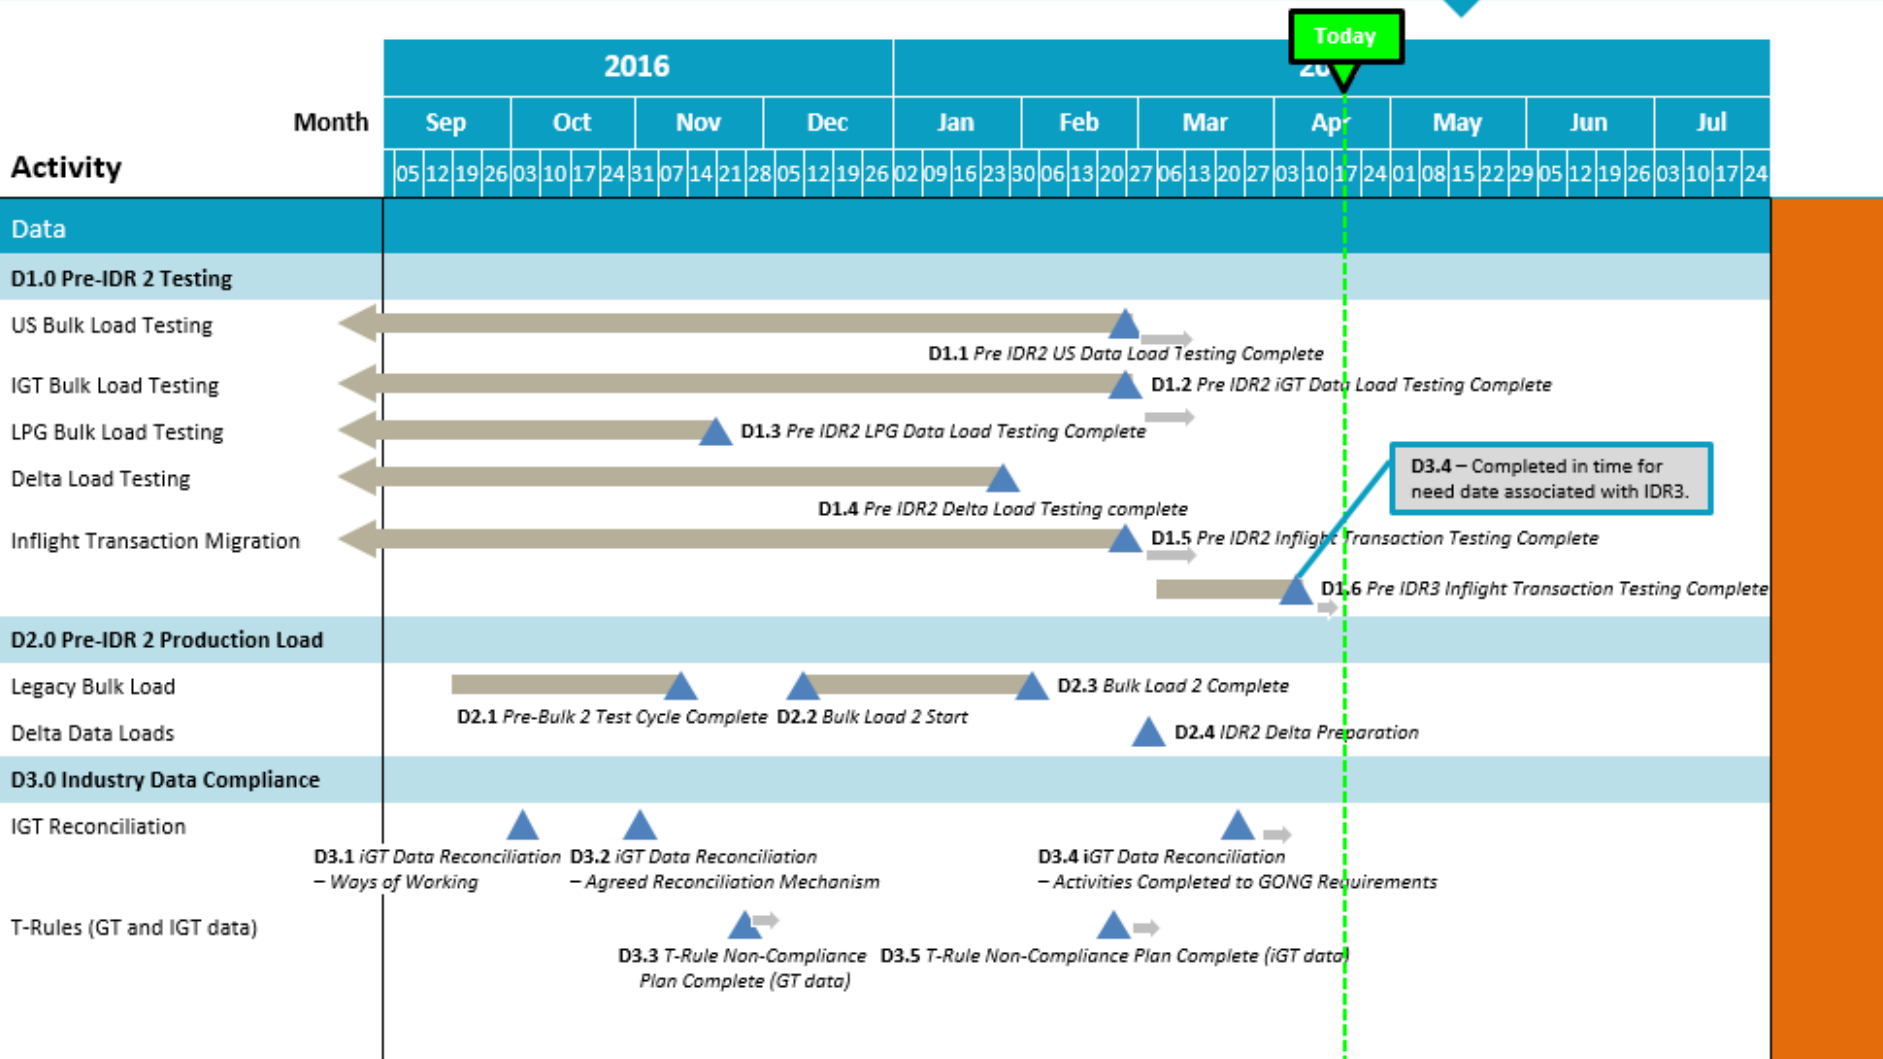 Today
2016
20
Month
Sep Oct Nov Dec Jan Feb Mar Apr May Jun Jul
Activity
05 12 19 26 03 10 17 24 31 07 14 21 28 05 12 19 26 02 09 16 23 30 06 13 20 27 06 13 20 27 03 10 17 24 01 08 15 22 29 05 12 19 26 03 10 17 24
Data
D1.0 Pre-IDR 2 Testing
US Bulk Load Testing
D1.1 Pre IDR2 US Data Load Testing Complete
IGT Bulk Load Testing
D1.2 Pre IDR2 iGT Data Load Testing Complete
LPG Bulk Load Testing
D1.3 Pre IDR2 LPG Data Load Testing Complete
D3.4 – Completed in time for
need date associated with IDR3.
Delta Load Testing
D1.4 Pre IDR2 Delta Load Testing complete
Inflight Transaction Migration
D1.5 Pre IDR2 Inflight Transaction Testing Complete
D1.6 Pre IDR3 Inflight Transaction Testing Complete
D2.0 Pre-IDR 2 Production Load
Legacy Bulk Load
D2.3 Bulk Load 2 Complete
D2.1 Pre-Bulk 2 Test Cycle Complete
D2.2 Bulk Load 2 Start
Delta Data Loads
D2.4 IDR2 Delta Preparation
D3.0 Industry Data Compliance
IGT Reconciliation
D3.1 iGT Data Reconciliation
– Ways of Working
D3.2 iGT Data Reconciliation
– Agreed Reconciliation Mechanism
D3.4 iGT Data Reconciliation
– Activities Completed to GONG Requirements
T-Rules (GT and IGT data)
D3.3 T-Rule Non-Compliance
Plan Complete (GT data)
D3.5 T-Rule Non-Compliance Plan Complete (iGT data)